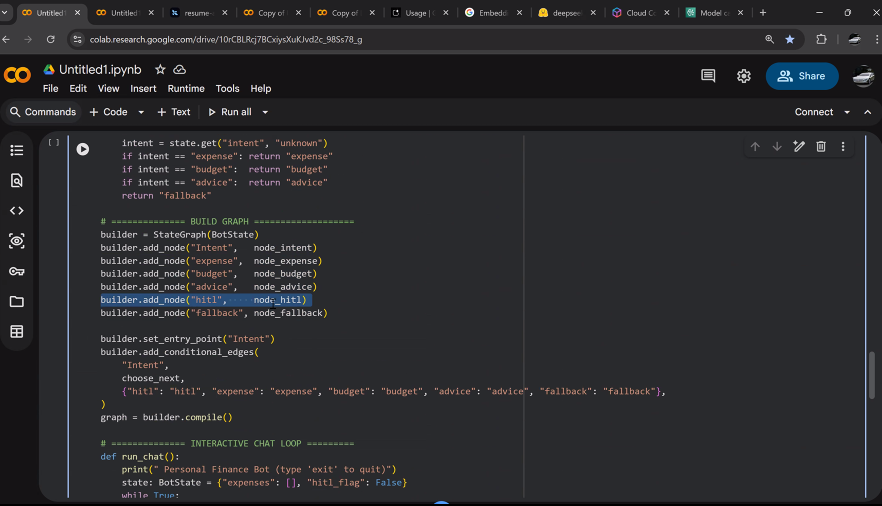 Untitled1
Untitled1
resume-
Copy of
Copy of
Usage |
Embedd
deepsee
Cloud Co
Model ca
colab.research.google.com/drive/10rCBLRcj7BCxiysXuKJvd2c_98Ss78_g
Untitled1.ipynb
File Edit View Insert Runtime Tools Help
Share
Commands + Code + Text Run all
Connect
[ ]
intent = state.get("intent", "unknown")
if intent == "expense": return "expense"
if intent == "budget":  return "budget"
if intent == "advice":  return "advice"
return "fallback"
# ============== BUILD GRAPH ===================
builder = StateGraph(BotState)
builder.add_node("Intent",   node_intent)
builder.add_node("expense",  node_expense)
builder.add_node("budget",   node_budget)
builder.add_node("advice",   node_advice)
builder.add_node("hitl",     node_hitl)
builder.add_node("fallback", node_fallback)
builder.set_entry_point("Intent")
builder.add_conditional_edges(
"Intent",
choose_next,
{"hitl": "hitl", "expense": "expense", "budget": "budget", "advice": "advice", "fallback": "fallback"},
)
graph = builder.compile()
# ============== INTERACTIVE CHAT LOOP =========
def run_chat():
print(" Personal Finance Bot (type 'exit' to quit)")
state: BotState = {"expenses": [], "hitl_flag": False}
while True: